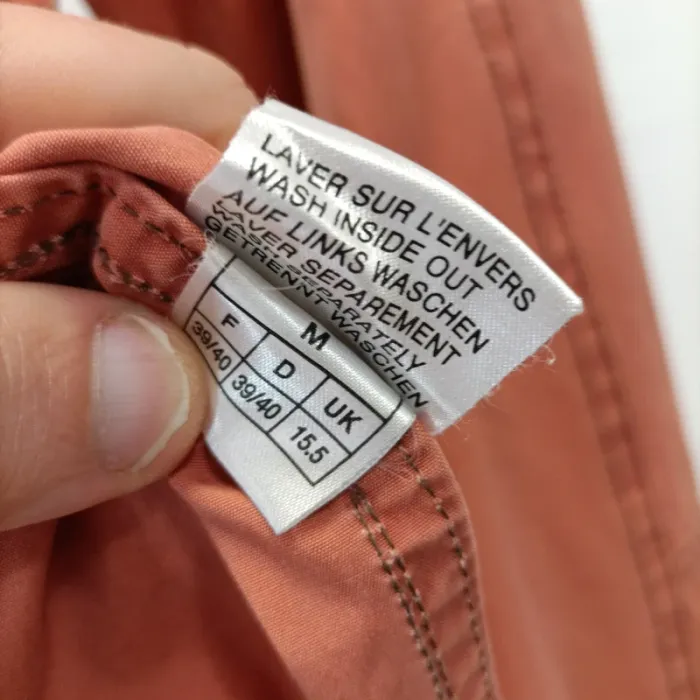 LAVER SUR L'ENVERS
WASH INSIDE OUT
AUF LINKS WASCHEN
LAVER SEPAREMENT
WASH SEPARATELY
GETRENNT WASCHEN
M
F D UK
39/40 39/40 15.5